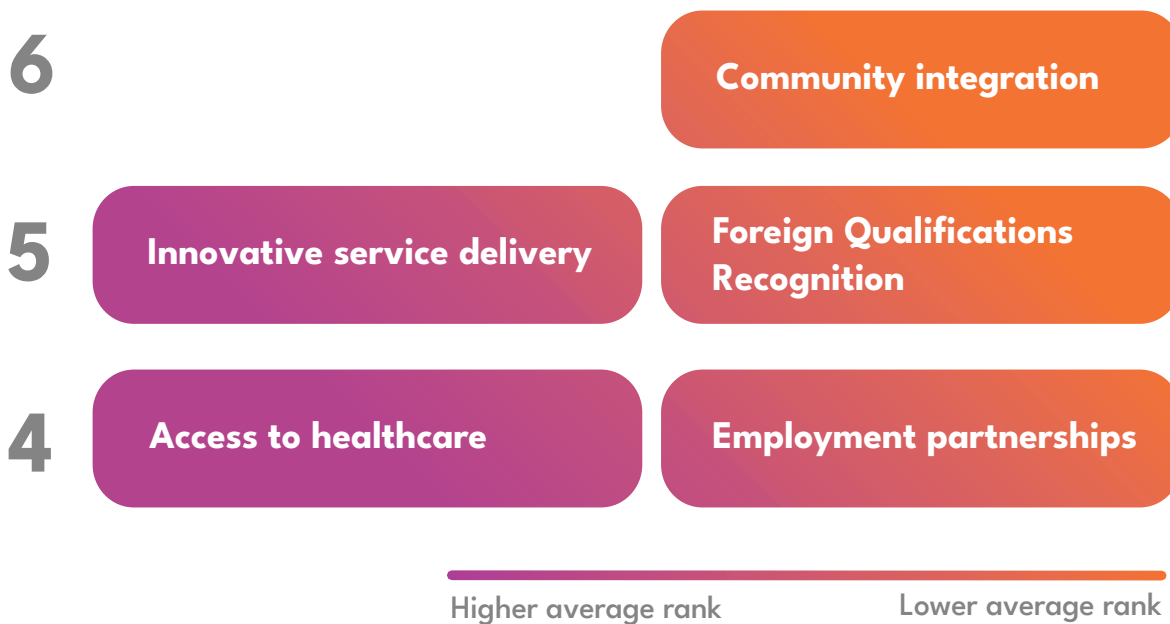 6
Community integration
5
Innovative service delivery
Foreign Qualifications
Recognition
4
Access to healthcare
Employment partnerships
Higher average rank
Lower average rank